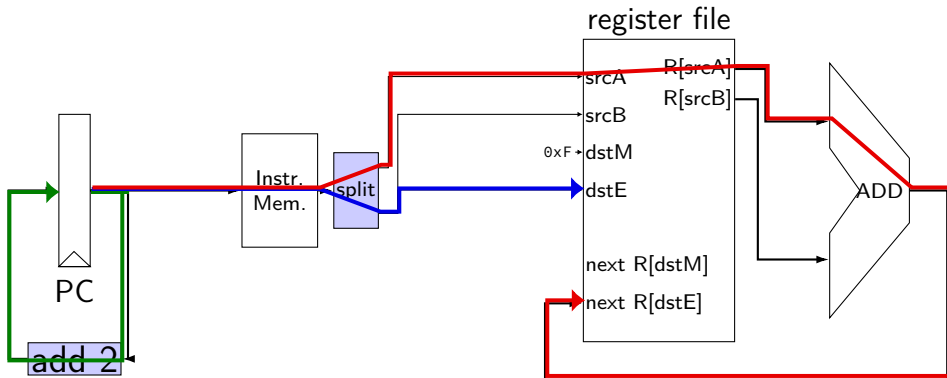 register file
srcA
R[srcA]
R[srcB]
srcB
0xF
dstM
Instr.
Mem.
split
dstE
ADD
next R[dstM]
PC
next R[dstE]
add 2